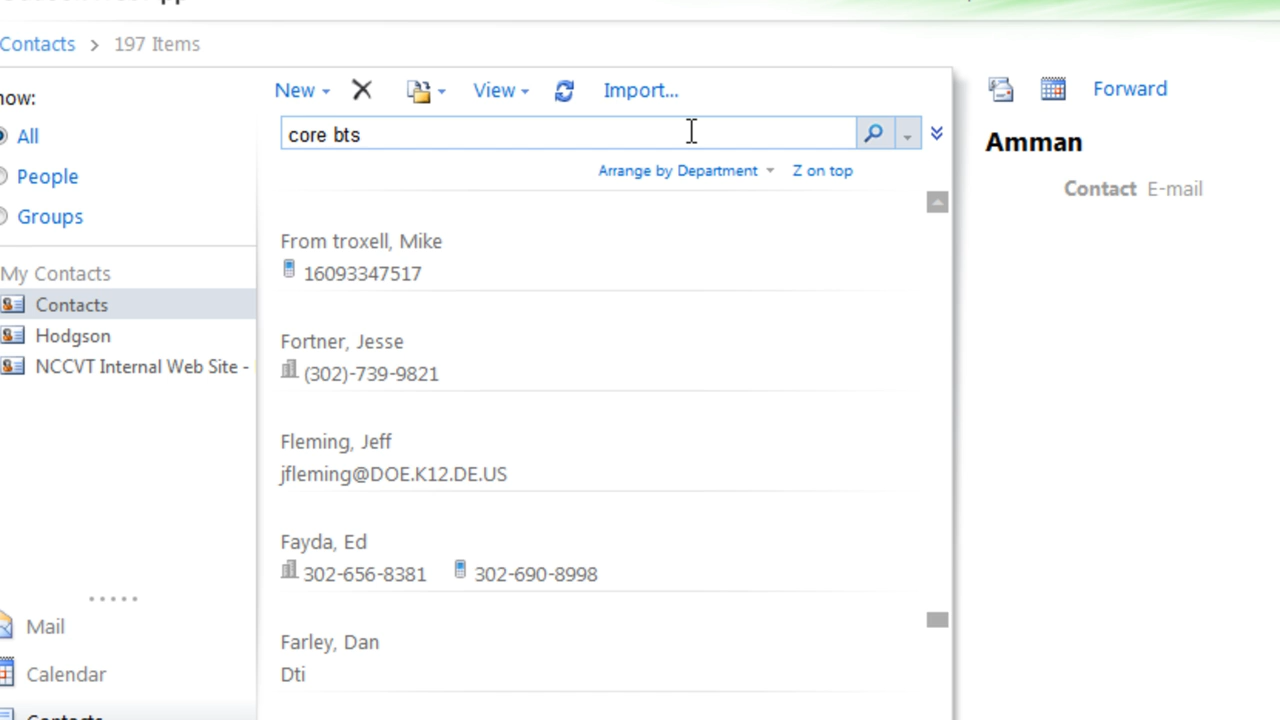 Contacts > 197 Items
New
View
Import...
Forward
All
core bts
Amman
People
Arrange by Department
Z on top
Contact E-mail
Groups
From troxell, Mike
16093347517
My Contacts
Contacts
Hodgson
NCCVT Internal Web Site -
Fortner, Jesse
(302)-739-9821
Fleming, Jeff
jfleming@DOE.K12.DE.US
Fayda, Ed
302-656-8381 302-690-8998
Farley, Dan
Dti
Mail
Calendar
Contacts